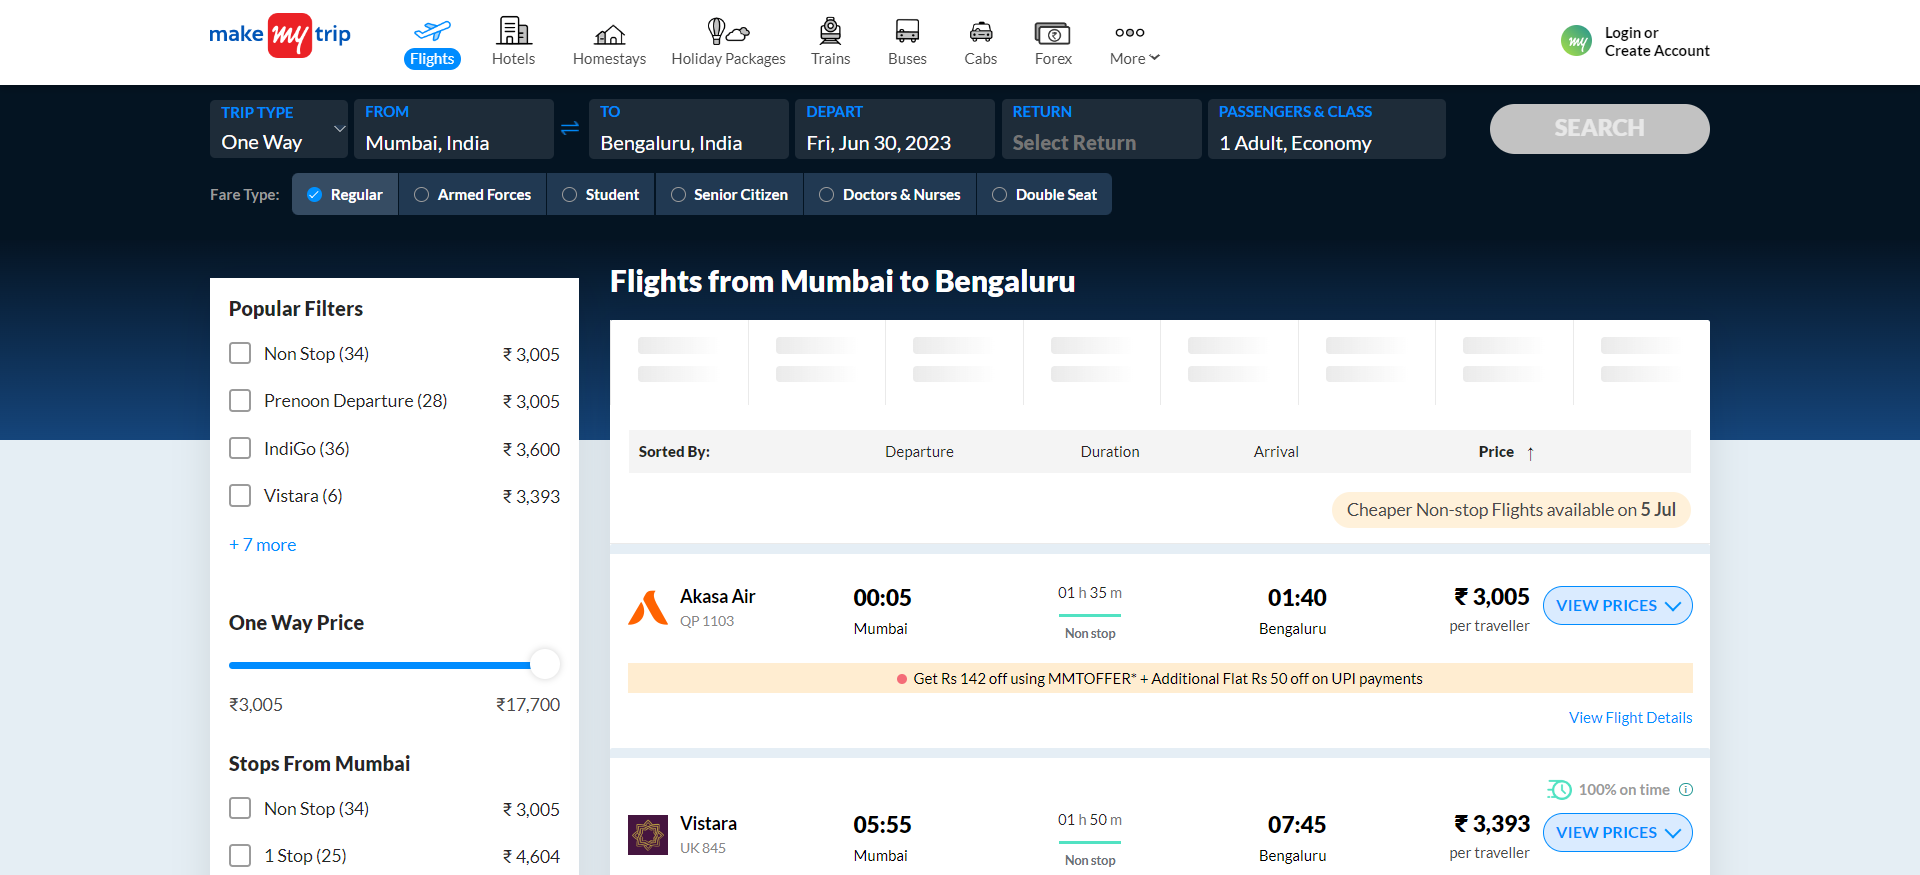 make my trip
Flights
Hotels
Homestays
Holiday Packages
Trains
Buses
Cabs
Forex
More
my
Login or
Create Account
TRIP TYPE
One Way
FROM
Mumbai, India
TO
Bengaluru, India
DEPART
Fri, Jun 30, 2023
RETURN
Select Return
PASSENGERS & CLASS
1 Adult, Economy
SEARCH
Fare Type:
Regular
Armed Forces
Student
Senior Citizen
Doctors & Nurses
Double Seat
Popular Filters
Non Stop (34) ₹ 3,005
Prenoon Departure (28) ₹ 3,005
IndiGo (36) ₹ 3,600
Vistara (6) ₹ 3,393
+ 7 more
One Way Price
₹3,005 ₹17,700
Stops From Mumbai
Non Stop (34) ₹ 3,005
1 Stop (25) ₹ 4,604
Flights from Mumbai to Bengaluru
Sorted By: Departure Duration Arrival Price ↑
Cheaper Non-stop Flights available on 5 Jul
Akasa Air
QP 1103
00:05
Mumbai
01 h 35 m
Non stop
01:40
Bengaluru
₹ 3,005
per traveller
VIEW PRICES
Get Rs 142 off using MMTOFFER* + Additional Flat Rs 50 off on UPI payments
View Flight Details
100% on time
Vistara
UK 845
05:55
Mumbai
01 h 50 m
Non stop
07:45
Bengaluru
₹ 3,393
per traveller
VIEW PRICES